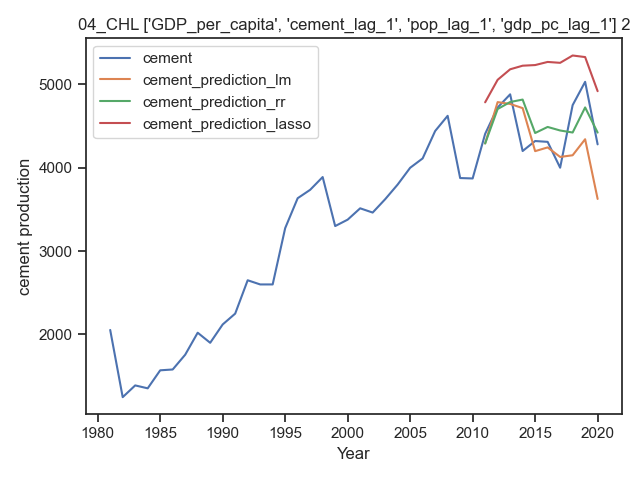 04_CHL ['GDP_per_capita', 'cement_lag_1', 'pop_lag_1', 'gdp_pc_lag_1'] 2
cement
cement_prediction_lm
cement_prediction_rr
cement_prediction_lasso
5000
4000
3000
2000
cement production
1980 1985 1990 1995 2000 2005 2010 2015 2020
Year